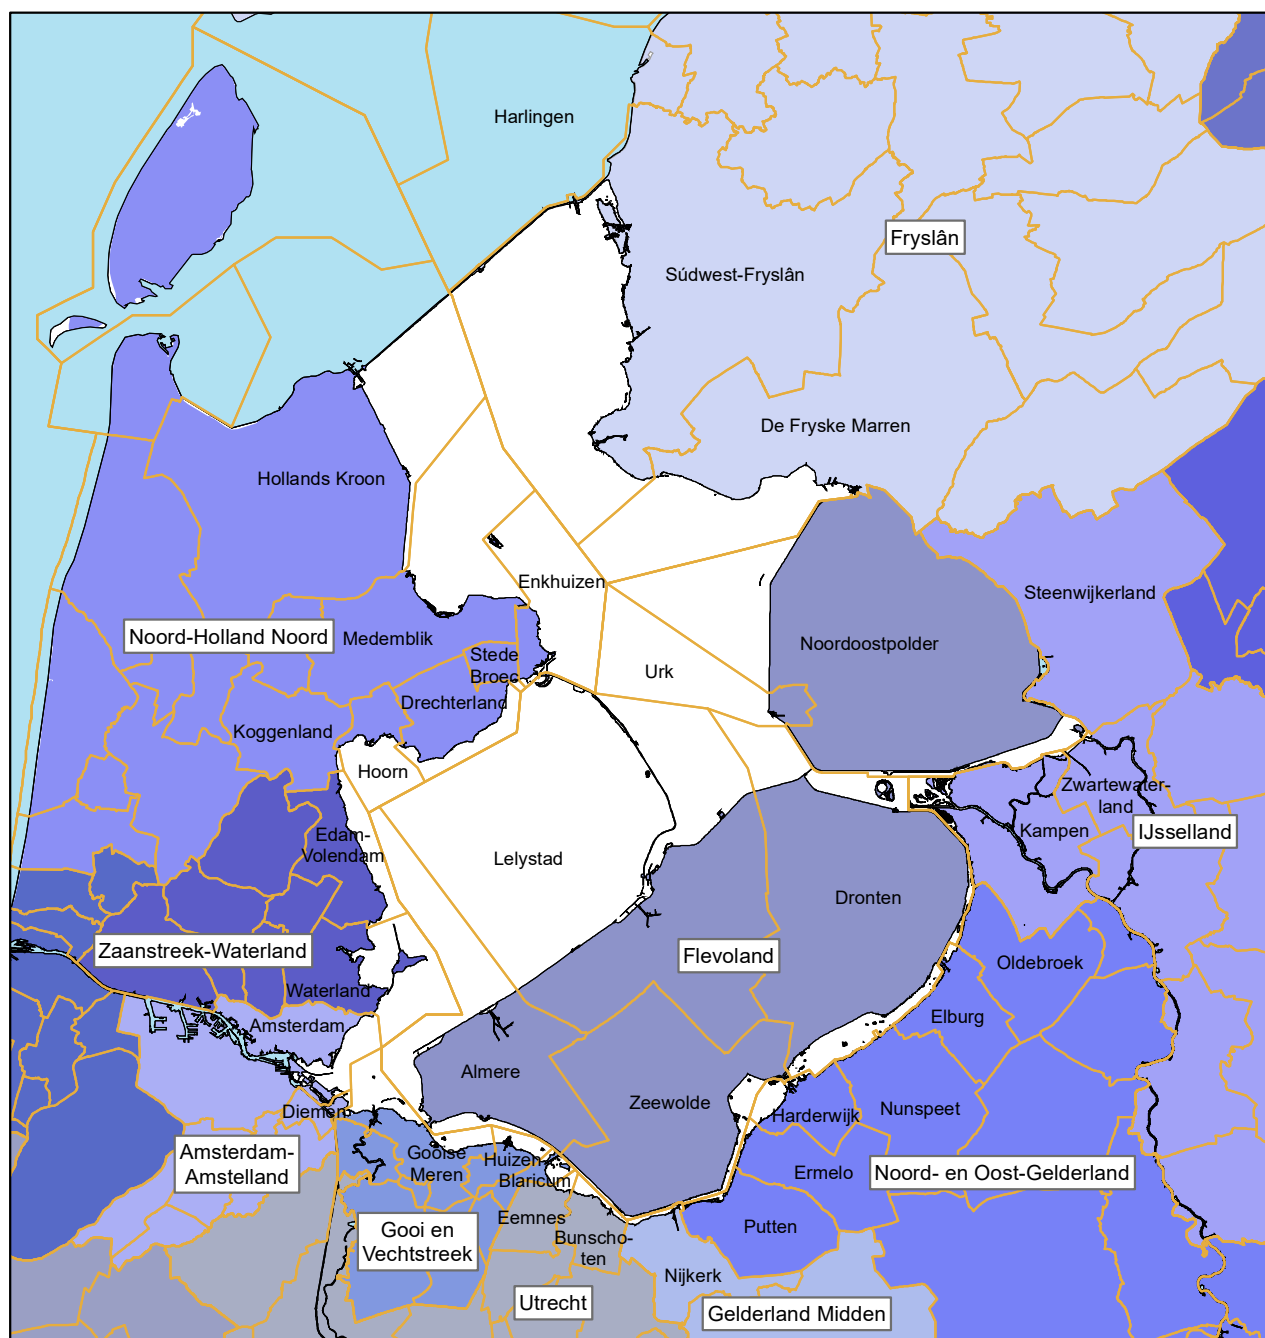 Harlingen
Fryslân
Súdwest-Fryslân
De Fryske Marren
Hollands Kroon
Enkhuizen
Steenwijkerland
Noord-Holland Noord
Medemblik
Noordoostpolder
Stede
Broec
Urk
Drechterland
Koggenland
Hoorn
Zwartewater-
land
Edam-
Volendam
Kampen
IJsselland
Lelystad
Dronten
Zaanstreek-Waterland
Flevoland
Oldebroek
Waterland
Elburg
Amsterdam
Almere
Zeewolde
Diemen
Harderwijk
Nunspeet
Amsterdam-
Amstelland
Gooise
Meren
Huizen
Blaricum
Ermelo
Noord- en Oost-Gelderland
Gooi en
Vechtstreek
Eemnes
Bunscho-
ten
Putten
Nijkerk
Utrecht
Gelderland Midden